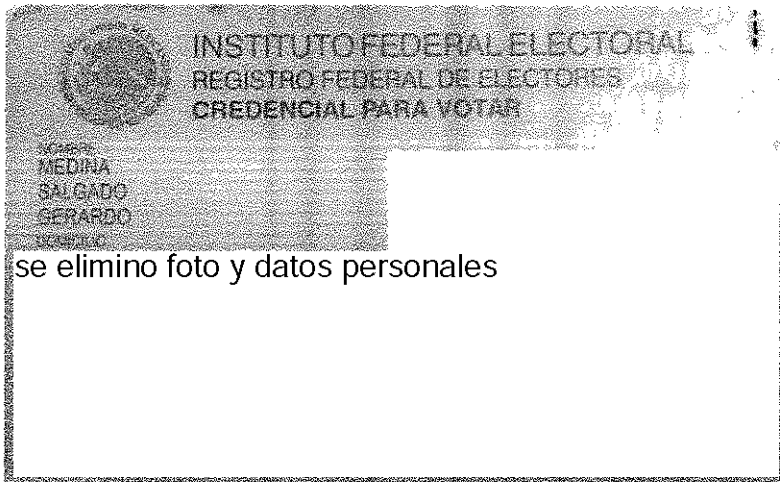 INSTITUTO FEDERAL ELECTORAL
REGISTRO FEDERAL DE ELECTORES
CREDENCIAL PARA VOTAR
NOMBRE
MEDINA
SALGADO
GERARDO
DOMICILIO
se elimino foto y datos personales